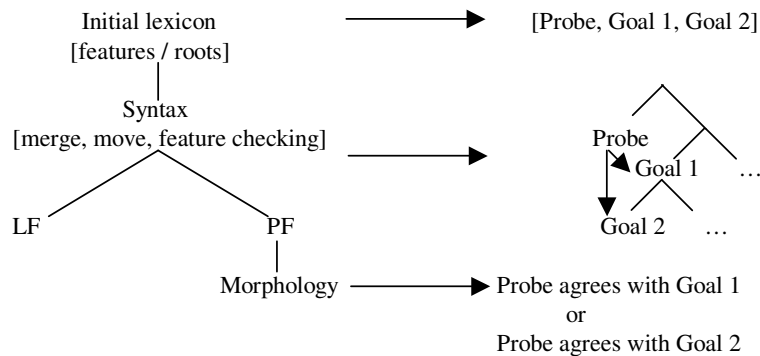 Initial lexicon
[features / roots]
[Probe, Goal 1, Goal 2]
Syntax
[merge, move, feature checking]
Probe
Goal 1
…
Goal 2
…
LF
PF
Morphology
Probe agrees with Goal 1
or
Probe agrees with Goal 2